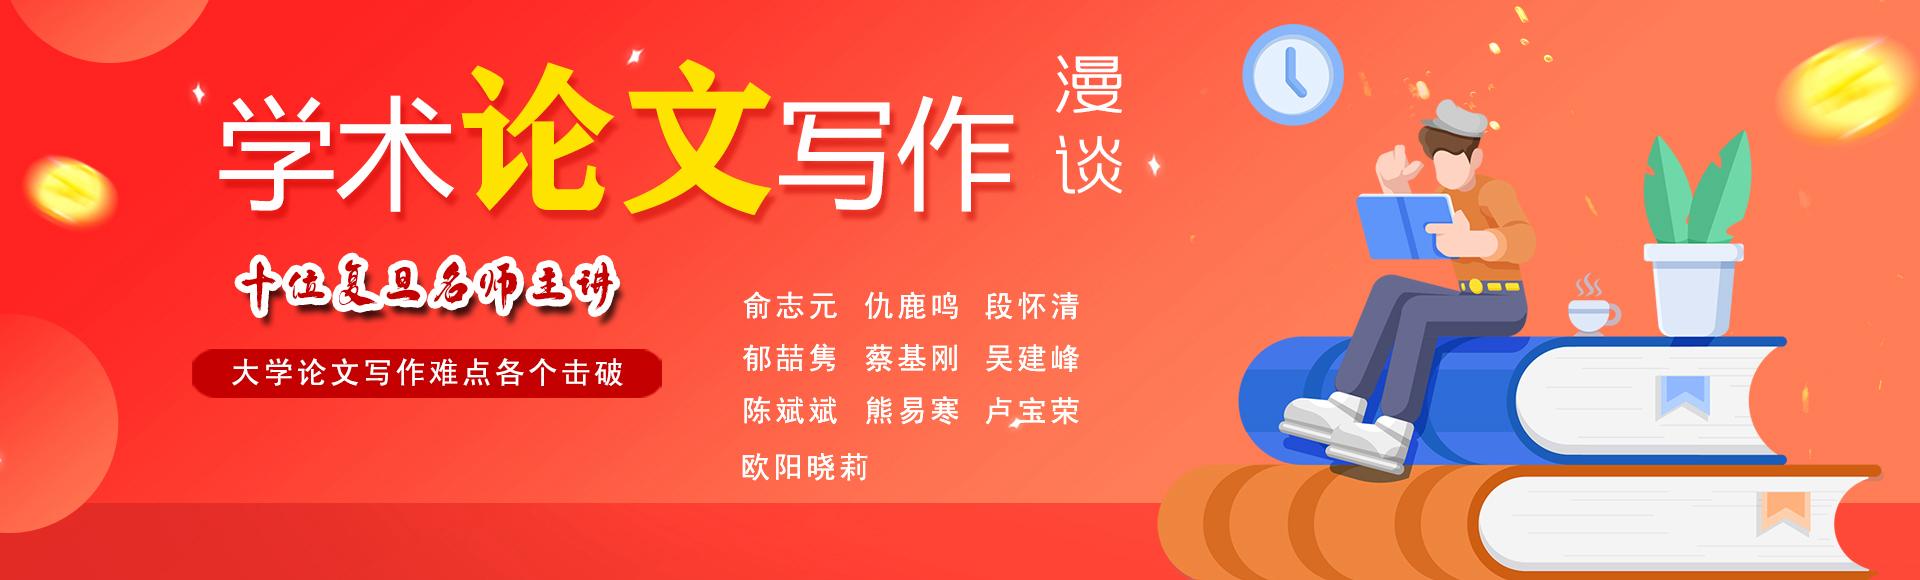 学术论文写作
漫谈
十位复旦名师主讲
大学论文写作难点各个击破
俞志元 仇鹿鸣 段怀清
郁喆隽 蔡基刚 吴建峰
陈斌斌 熊易寒 卢宝荣
欧阳晓莉